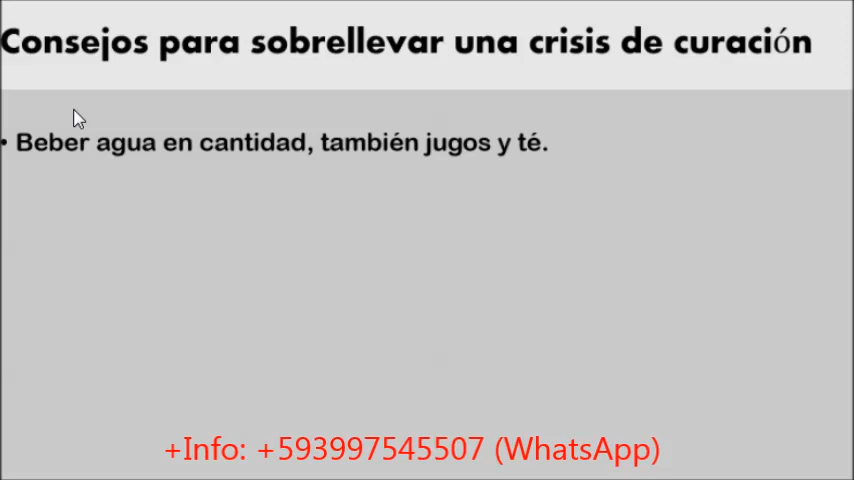 Consejos para sobrellevar una crisis de curación
• Beber agua en cantidad, también jugos y té.
+Info: +593997545507 (WhatsApp)